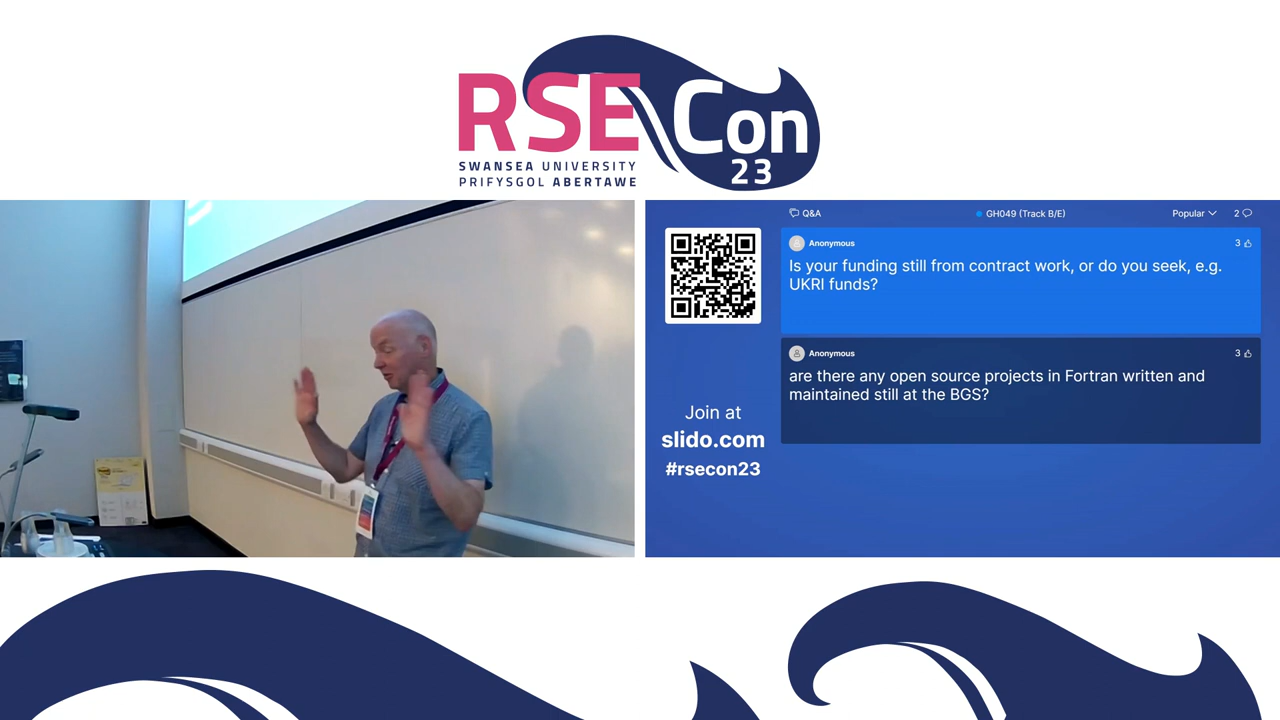 RSE Con
23
SWANSEA UNIVERSITY
PRIFYSGOL ABERTAWE
Q&A
GH049 (Track B/E)
Popular
2
Anonymous
3
Is your funding still from contract work, or do you seek, e.g.
UKRI funds?
Anonymous
3
are there any open source projects in Fortran written and
maintained still at the BGS?
Join at
slido.com
#rsecon23